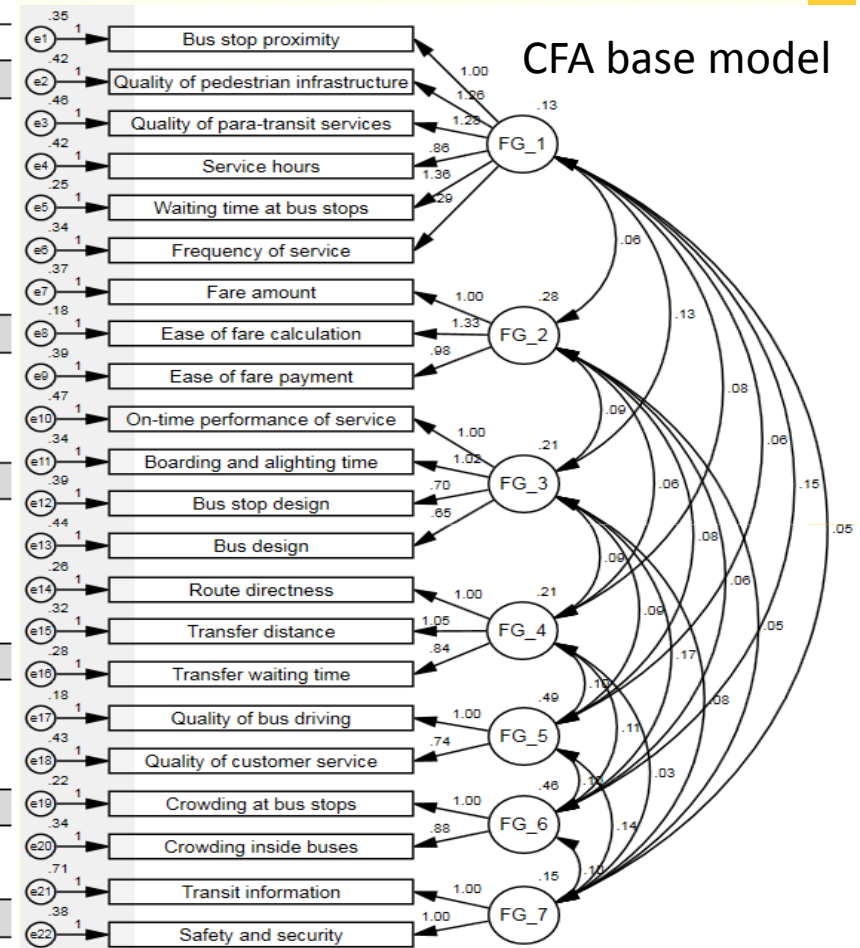 CFA base model
.35
e1 1 Bus stop proximity
.42
e2 1 Quality of pedestrian infrastructure
.46
e3 1 Quality of para-transit services
.42
e4 1 Service hours
.25
e5 1 Waiting time at bus stops
.34
e6 1 Frequency of service
.37
e7 1 Fare amount
.18
e8 1 Ease of fare calculation
.39
e9 1 Ease of fare payment
.47
e10 1 On-time performance of service
.34
e11 1 Boarding and alighting time
.39
e12 1 Bus stop design
.44
e13 1 Bus design
.26
e14 1 Route directness
.32
e15 1 Transfer distance
.28
e16 1 Transfer waiting time
.18
e17 1 Quality of bus driving
.43
e18 1 Quality of customer service
.22
e19 1 Crowding at bus stops
.34
e20 1 Crowding inside buses
.71
e21 1 Transit information
.38
e22 1 Safety and security
1.00
1.26
.86
1.36
.29
.13
FG_1
1.00
1.33
.98
.28
FG_2
1.00
1.02
.70
.65
.21
FG_3
1.00
1.05
.84
.21
FG_4
1.00
.74
.49
FG_5
1.00
.88
.46
FG_6
1.00
1.00
.15
FG_7
.06
.13
.08
.06
.15
.05
.09
.06
.08
.06
.05
.09
.09
.17
.08
.10
.11
.03
.10
.14
.10